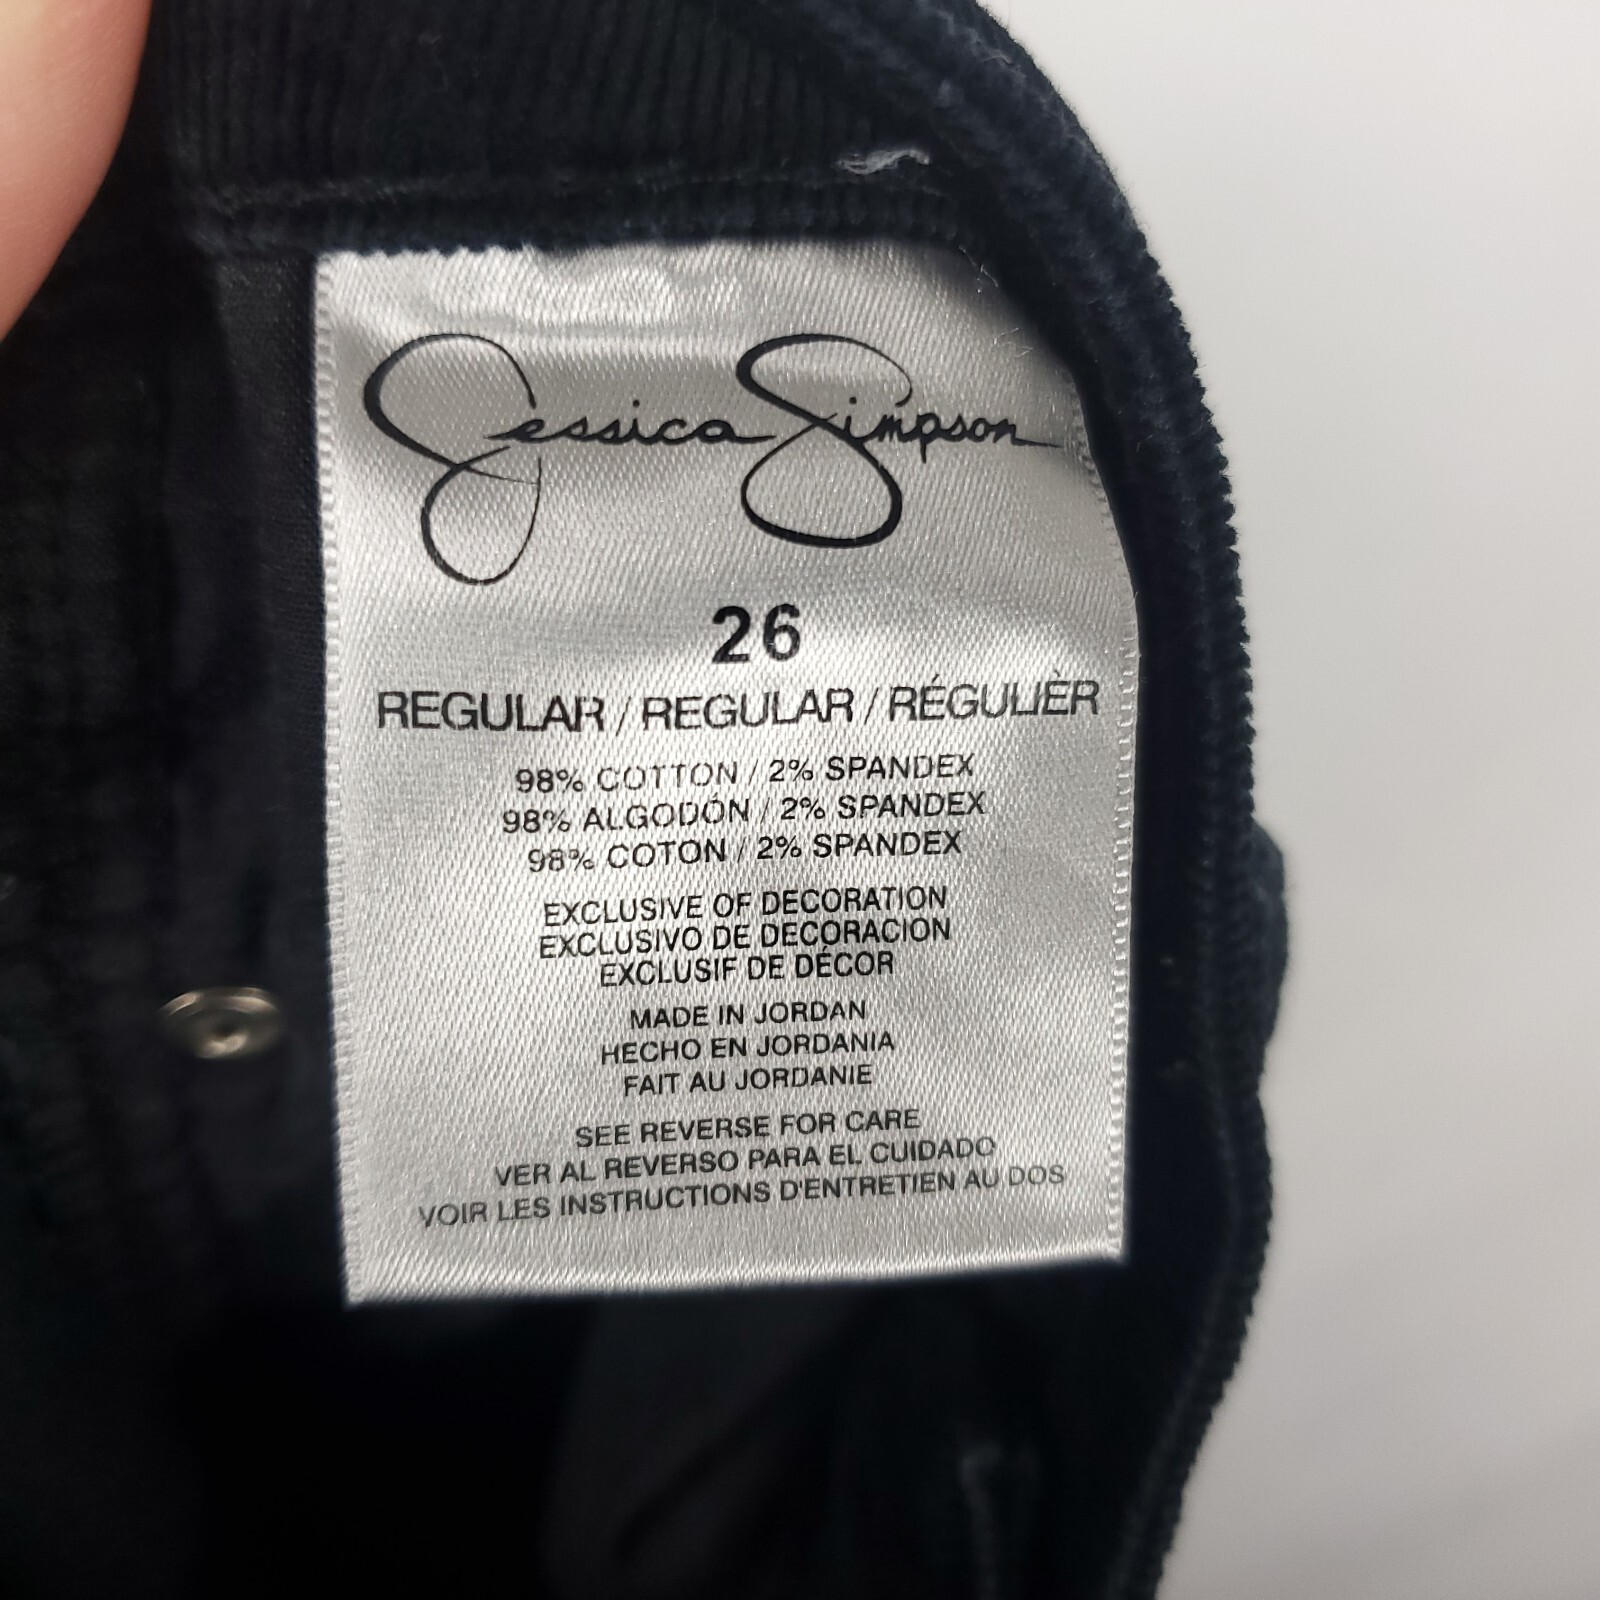 Jessica Simpson
26
REGULAR / REGULAR / RÉGULIÈR
98% COTTON / 2% SPANDEX
98% ALGODÓN / 2% SPANDEX
98% COTON / 2% SPANDEX
EXCLUSIVE OF DECORATION
EXCLUSIVO DE DECORACION
EXCLUSIF DE DÉCOR
MADE IN JORDAN
HECHO EN JORDANIA
FAIT AU JORDANIE
SEE REVERSE FOR CARE
VER AL REVERSO PARA EL CUIDADO
VOIR LES INSTRUCTIONS D'ENTRETIEN AU DOS